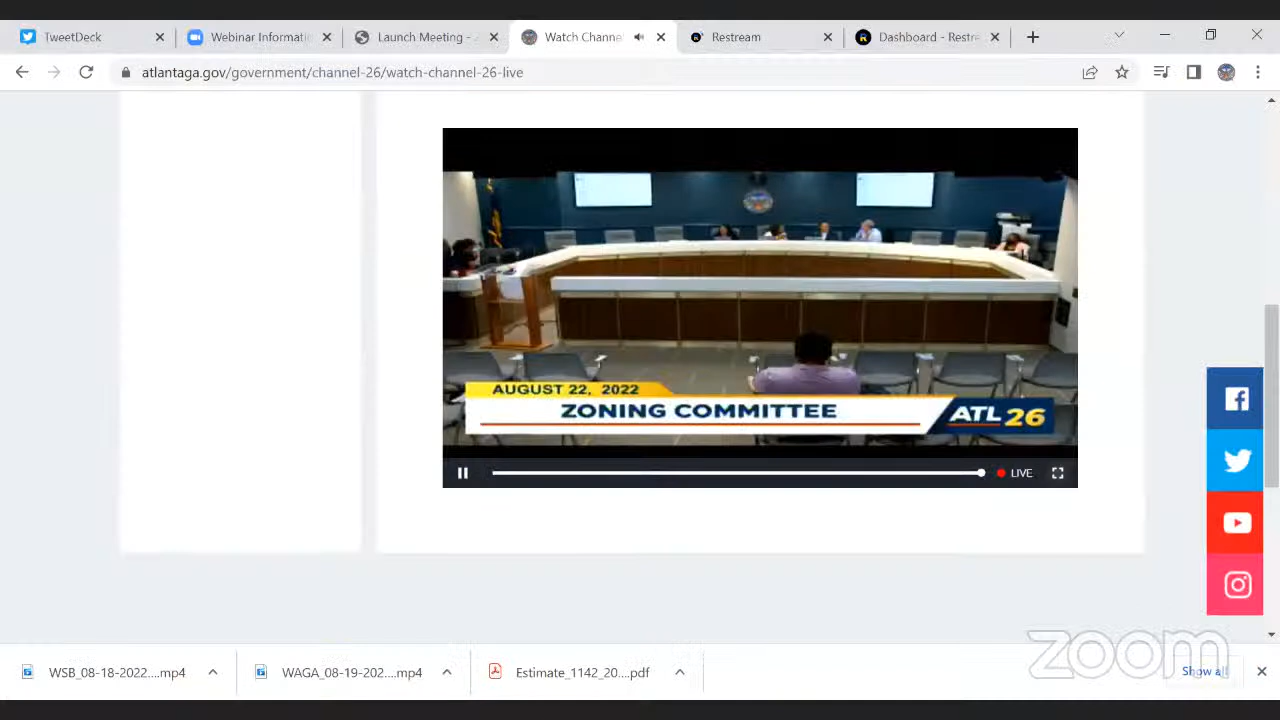 TweetDeck
Webinar Informati
Launch Meeting - Z
Watch Channe
Restream
Dashboard - Restre
atlantaga.gov/government/channel-26/watch-channel-26-live
AUGUST 22, 2022
ZONING COMMITTEE
ATL 26
LIVE
WSB_08-18-2022....mp4
WAGA_08-19-202....mp4
Estimate_1142_20....pdf
Show all
zoom